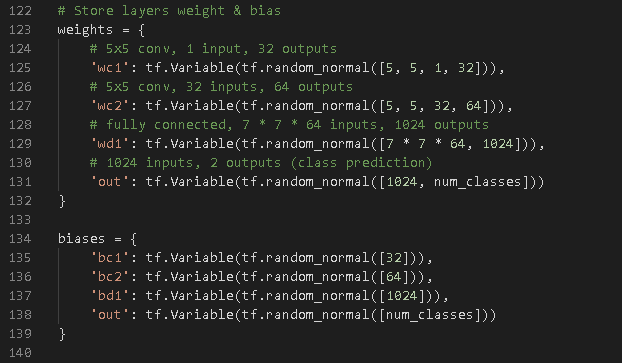 122 # Store layers weight & bias
123 weights = {
124     # 5x5 conv, 1 input, 32 outputs
125     'wc1': tf.Variable(tf.random_normal([5, 5, 1, 32])),
126     # 5x5 conv, 32 inputs, 64 outputs
127     'wc2': tf.Variable(tf.random_normal([5, 5, 32, 64])),
128     # fully connected, 7 * 7 * 64 inputs, 1024 outputs
129     'wd1': tf.Variable(tf.random_normal([7 * 7 * 64, 1024])),
130     # 1024 inputs, 2 outputs (class prediction)
131     'out': tf.Variable(tf.random_normal([1024, num_classes]))
132 }
133
134 biases = {
135     'bc1': tf.Variable(tf.random_normal([32])),
136     'bc2': tf.Variable(tf.random_normal([64])),
137     'bd1': tf.Variable(tf.random_normal([1024])),
138     'out': tf.Variable(tf.random_normal([num_classes]))
139 }
140